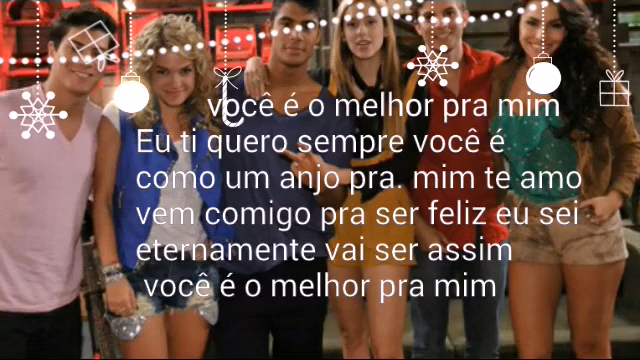 você é o melhor pra mim
Eu ti quero sempre você é
como um anjo pra. mim te amo
vem comigo pra ser feliz eu sei
eternamente vai ser assim
você é o melhor pra mim